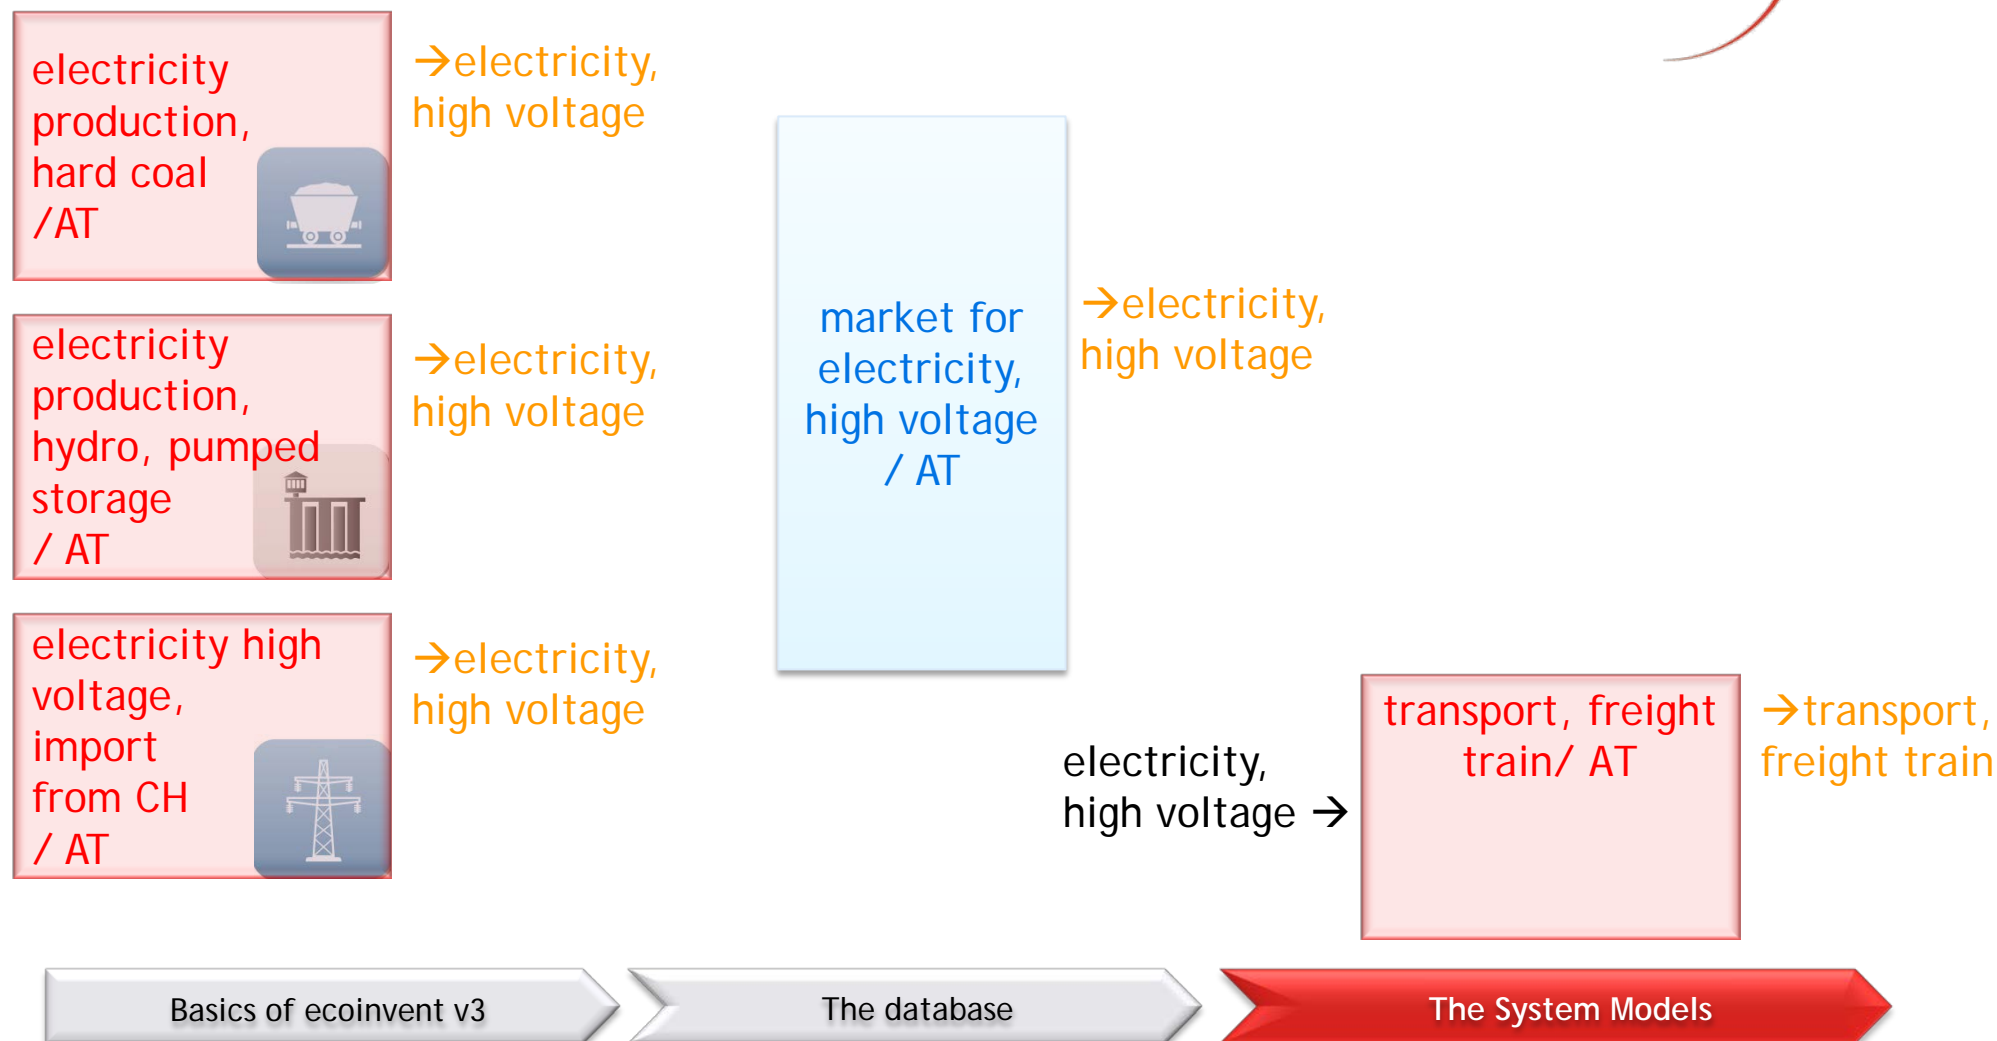 electricity
production,
hard coal
/AT
→electricity,
high voltage
electricity
production,
hydro, pumped
storage
/ AT
→electricity,
high voltage
electricity high
voltage,
import
from CH
/ AT
→electricity,
high voltage
market for
electricity,
high voltage
/ AT
→electricity,
high voltage
electricity,
high voltage →
transport, freight
train/ AT
→transport,
freight train
Basics of ecoinvent v3
The database
The System Models